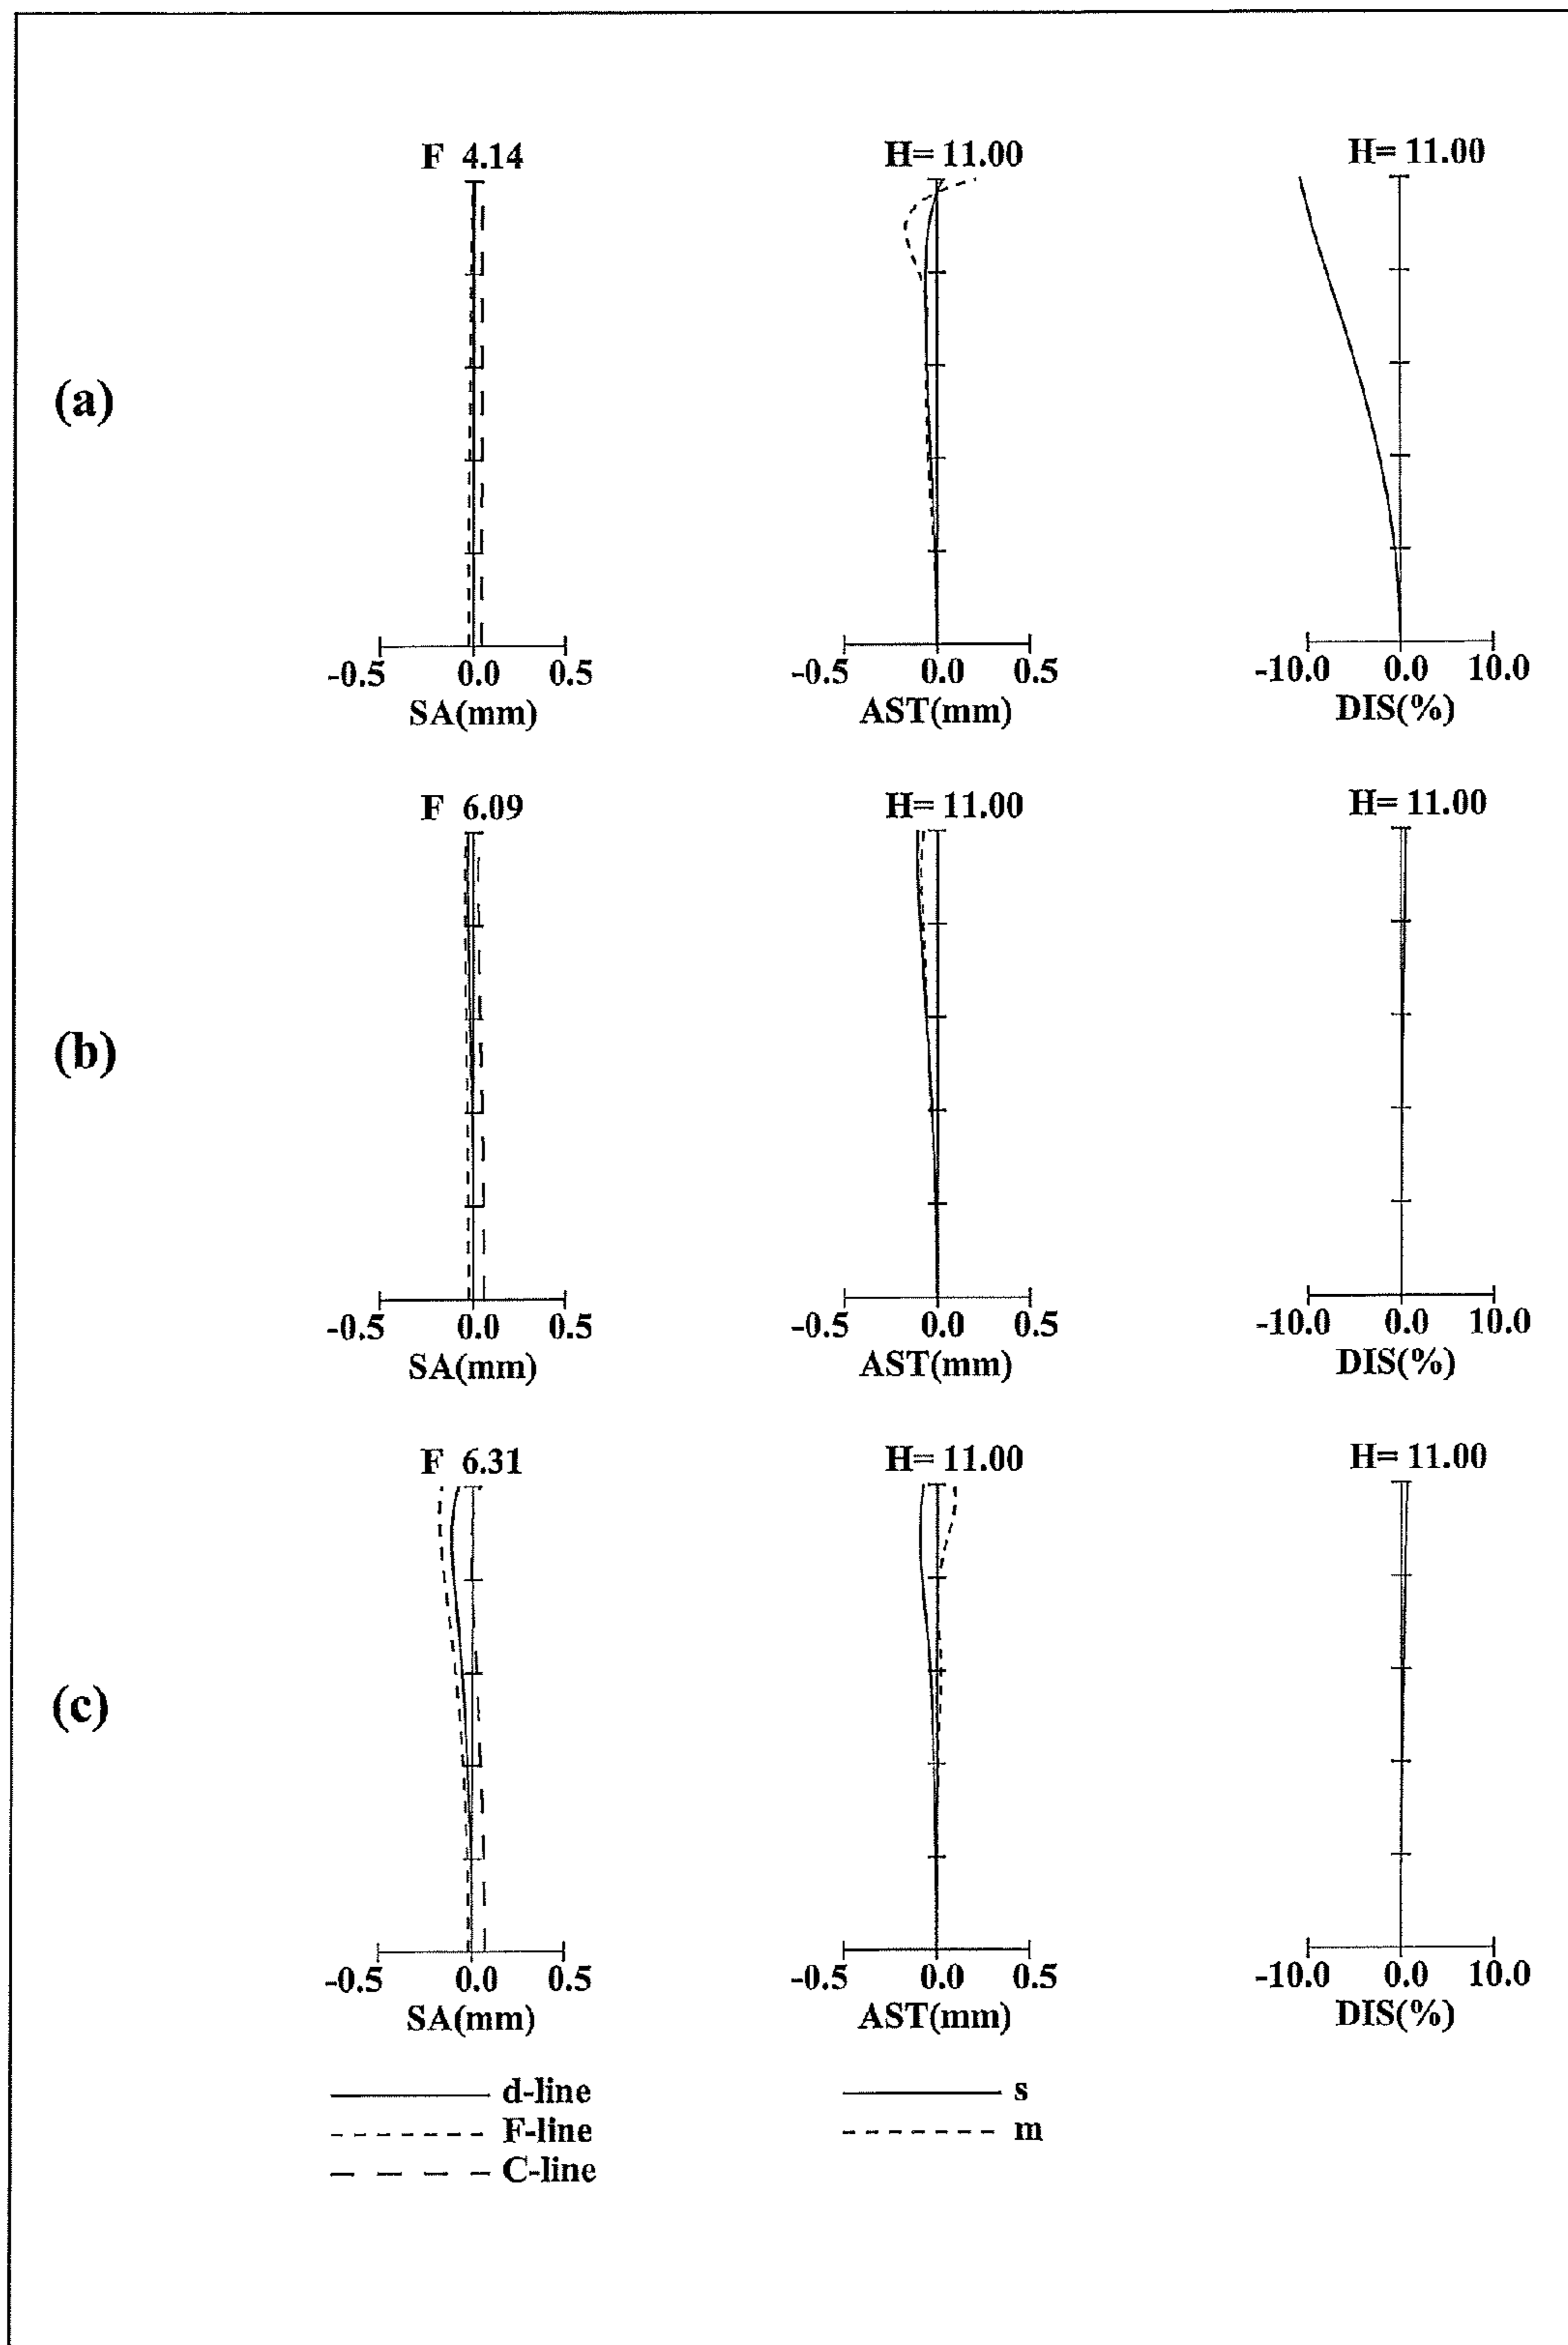 F 4.14
H= 11.00
H= 11.00
(a)
-0.5 0.0 0.5
SA(mm)
-0.5 0.0 0.5
AST(mm)
-10.0 0.0 10.0
DIS(%)
F 6.09
H= 11.00
H= 11.00
(b)
-0.5 0.0 0.5
SA(mm)
-0.5 0.0 0.5
AST(mm)
-10.0 0.0 10.0
DIS(%)
F 6.31
H= 11.00
H= 11.00
(c)
-0.5 0.0 0.5
SA(mm)
-0.5 0.0 0.5
AST(mm)
-10.0 0.0 10.0
DIS(%)
d-line
F-line
C-line
s
m